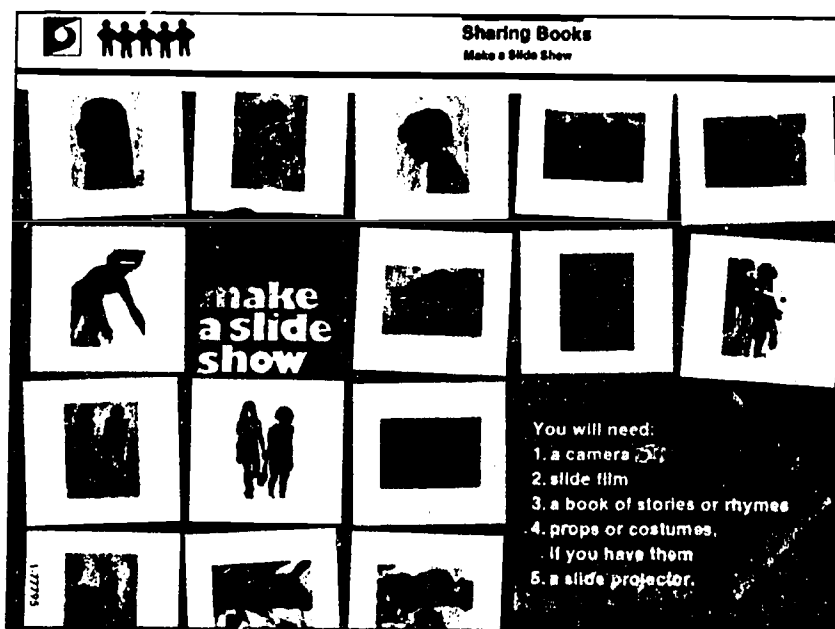 Sharing Books
Make a Slide Show
make
a slide
show
You will need:
1. a camera
2. slide film
3. a book of stories or rhymes
4. props or costumes,
if you have them
5. a slide projector.